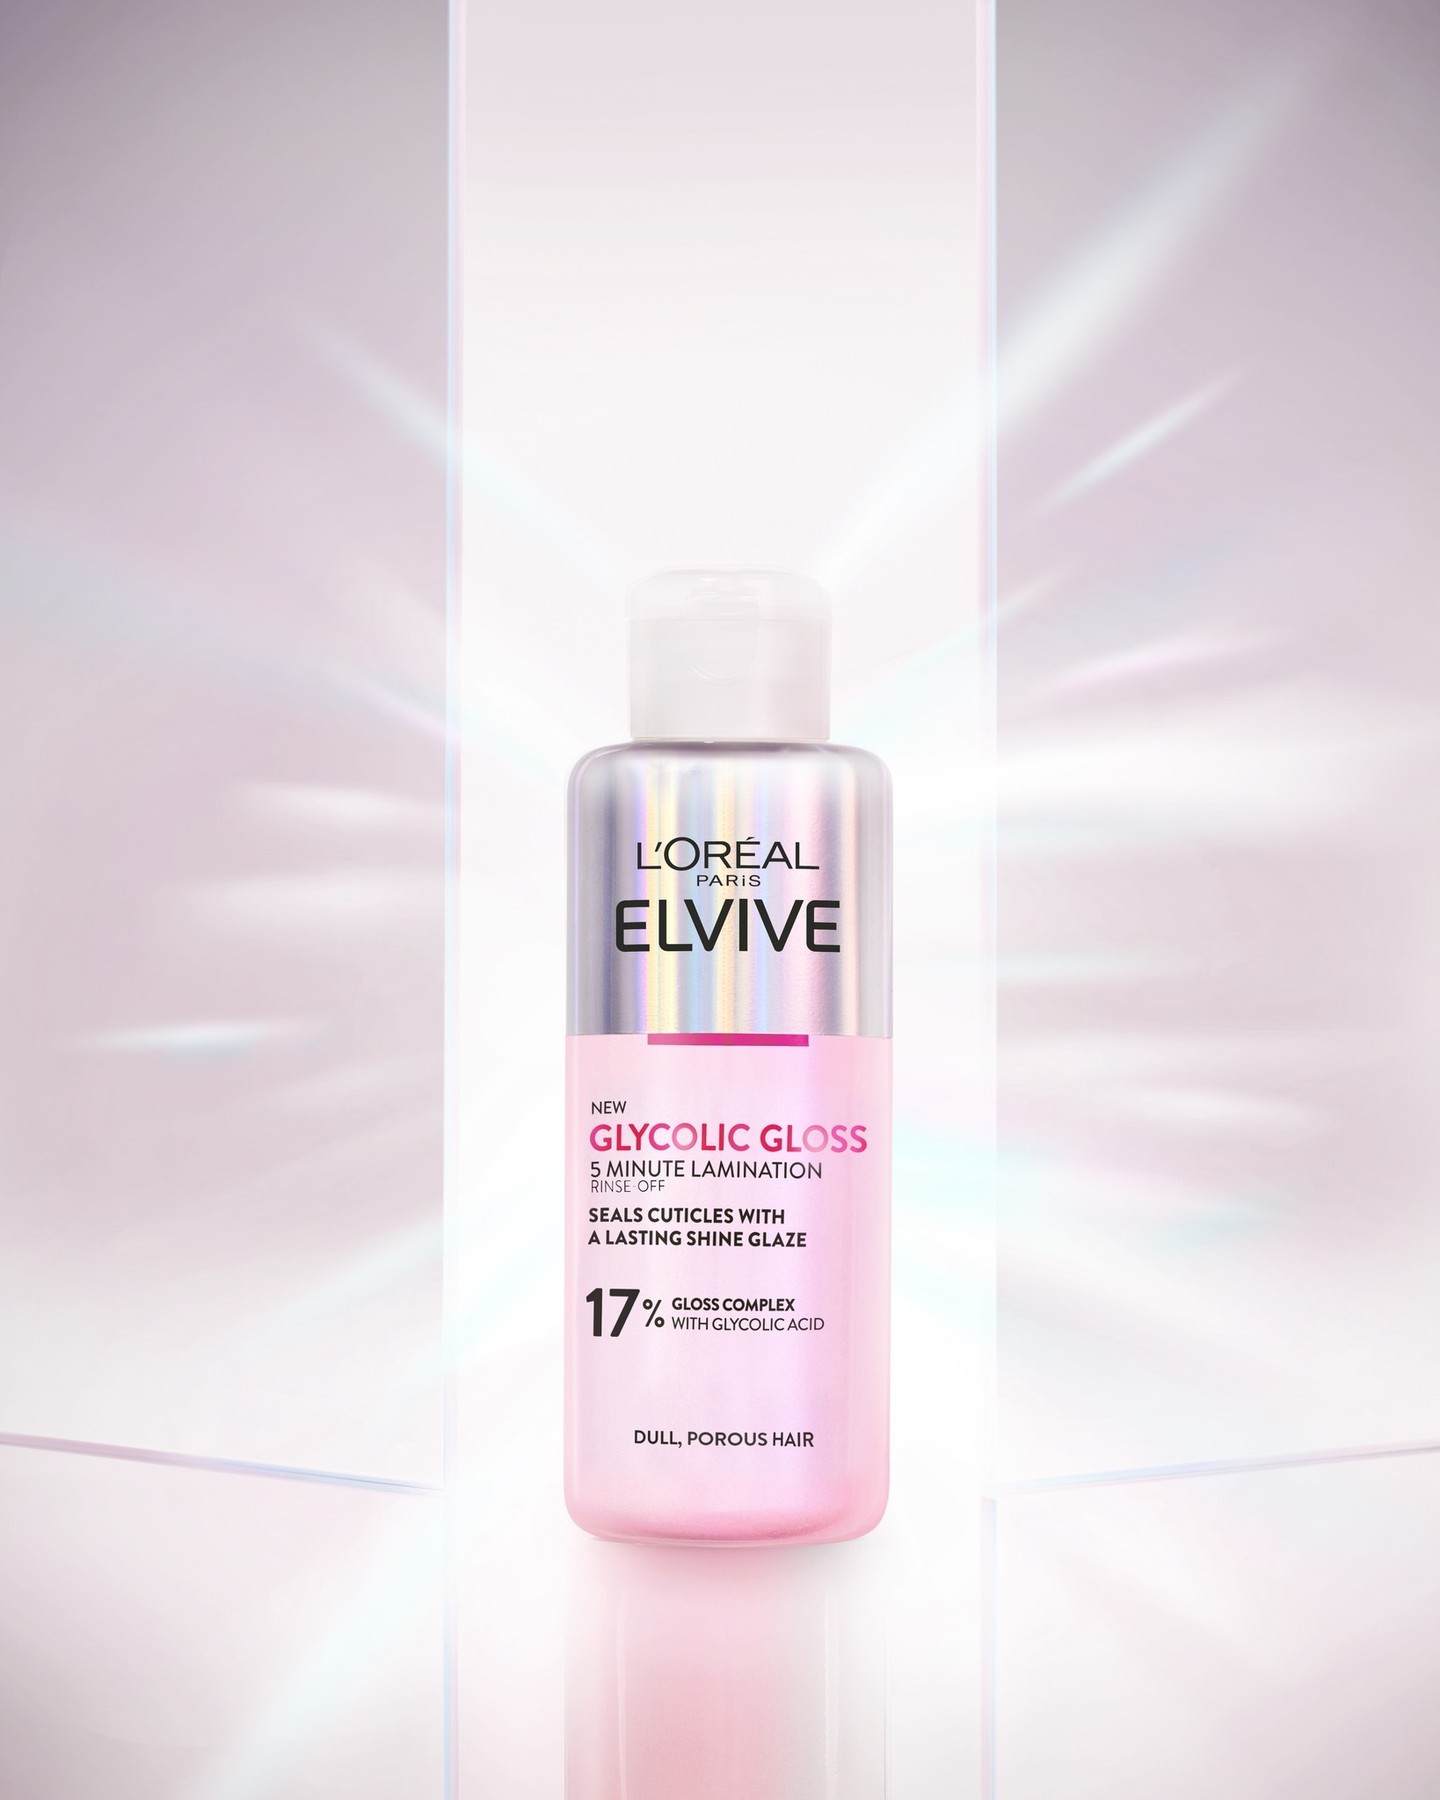 L'ORÉAL
PARiS
ELVIVE
NEW
GLYCOLIC GLOSS
5 MINUTE LAMINATION
RINSE-OFF
SEALS CUTICLES WITH
A LASTING SHINE GLAZE
17% GLOSS COMPLEX
WITH GLYCOLIC ACID
DULL, POROUS HAIR